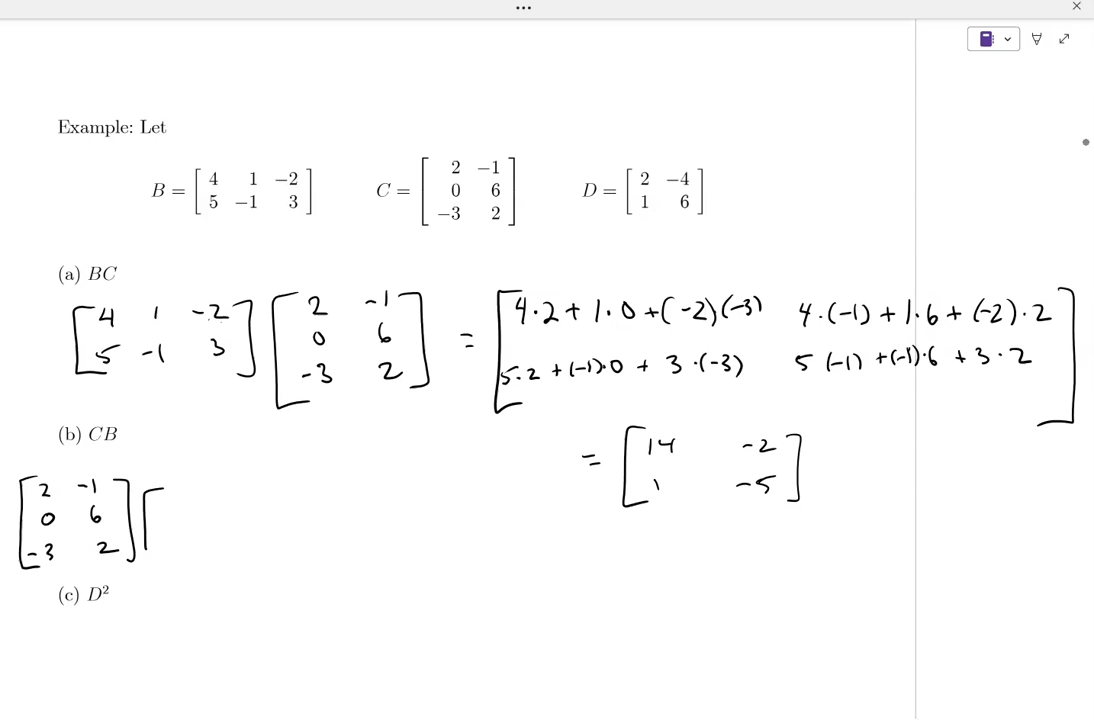 Example: Let
B = [ 4 1 −2 ; 5 −1 3 ] C = [ 2 −1 ; 0 6 ; −3 2 ] D = [ 2 −4 ; 1 6 ]
(a) BC
[ 4 1 -2 ; 5 -1 3 ] [ 2 -1 ; 0 6 ; -3 2 ] = [ 4·2 + 1·0 + (-2)(-3) 4·(-1) + 1·6 + (-2)·2 ; 5·2 + (-1)·0 + 3·(-3) 5(-1) + (-1)·6 + 3·2 ]
= [ 14 -2 ; 1 -5 ]
(b) CB
[ 2 -1 ; 0 6 ; -3 2 ] [
(c) D²